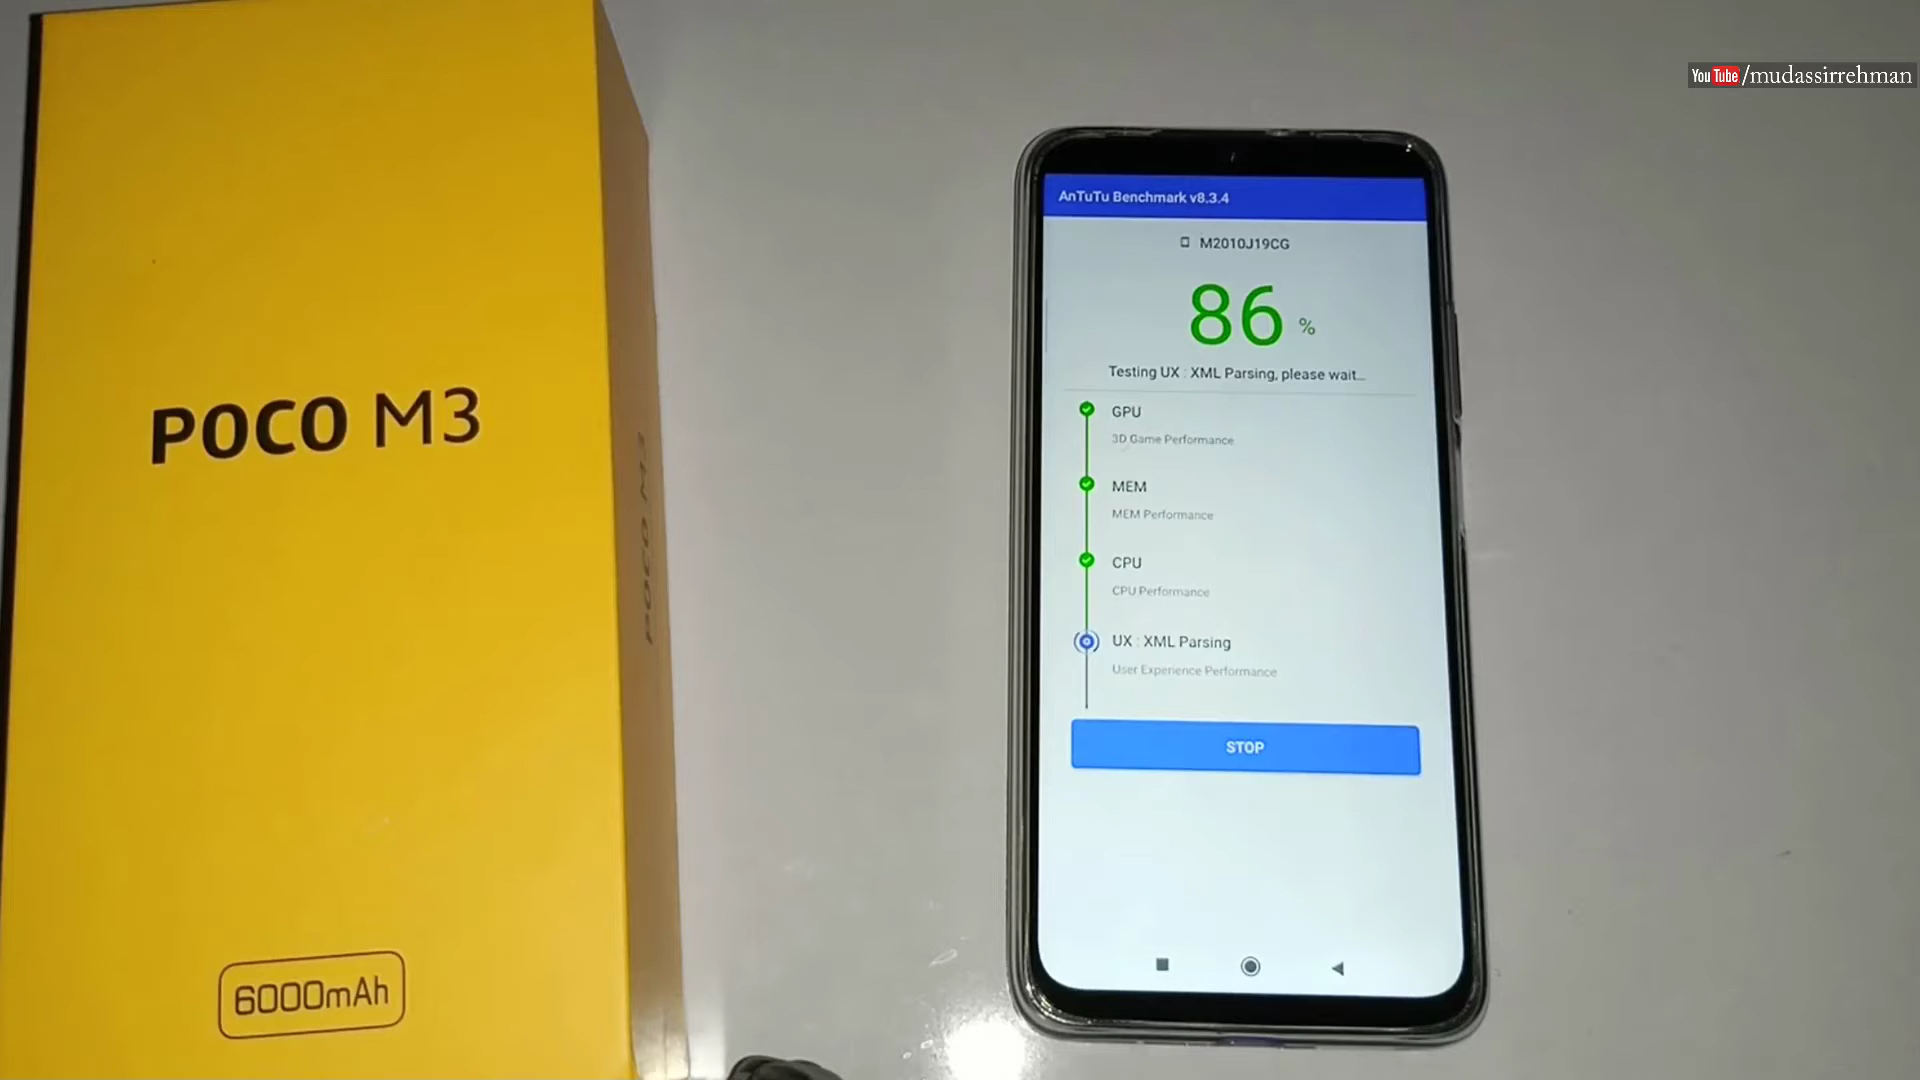 POCO M3
POCO M3
6000mAh
YouTube/mudassirrehman
AnTuTu Benchmark v8.3.4
M2010J19CG
86 %
Testing UX : XML Parsing, please wait...
GPU
3D Game Performance
MEM
MEM Performance
CPU
CPU Performance
UX : XML Parsing
User Experience Performance
STOP